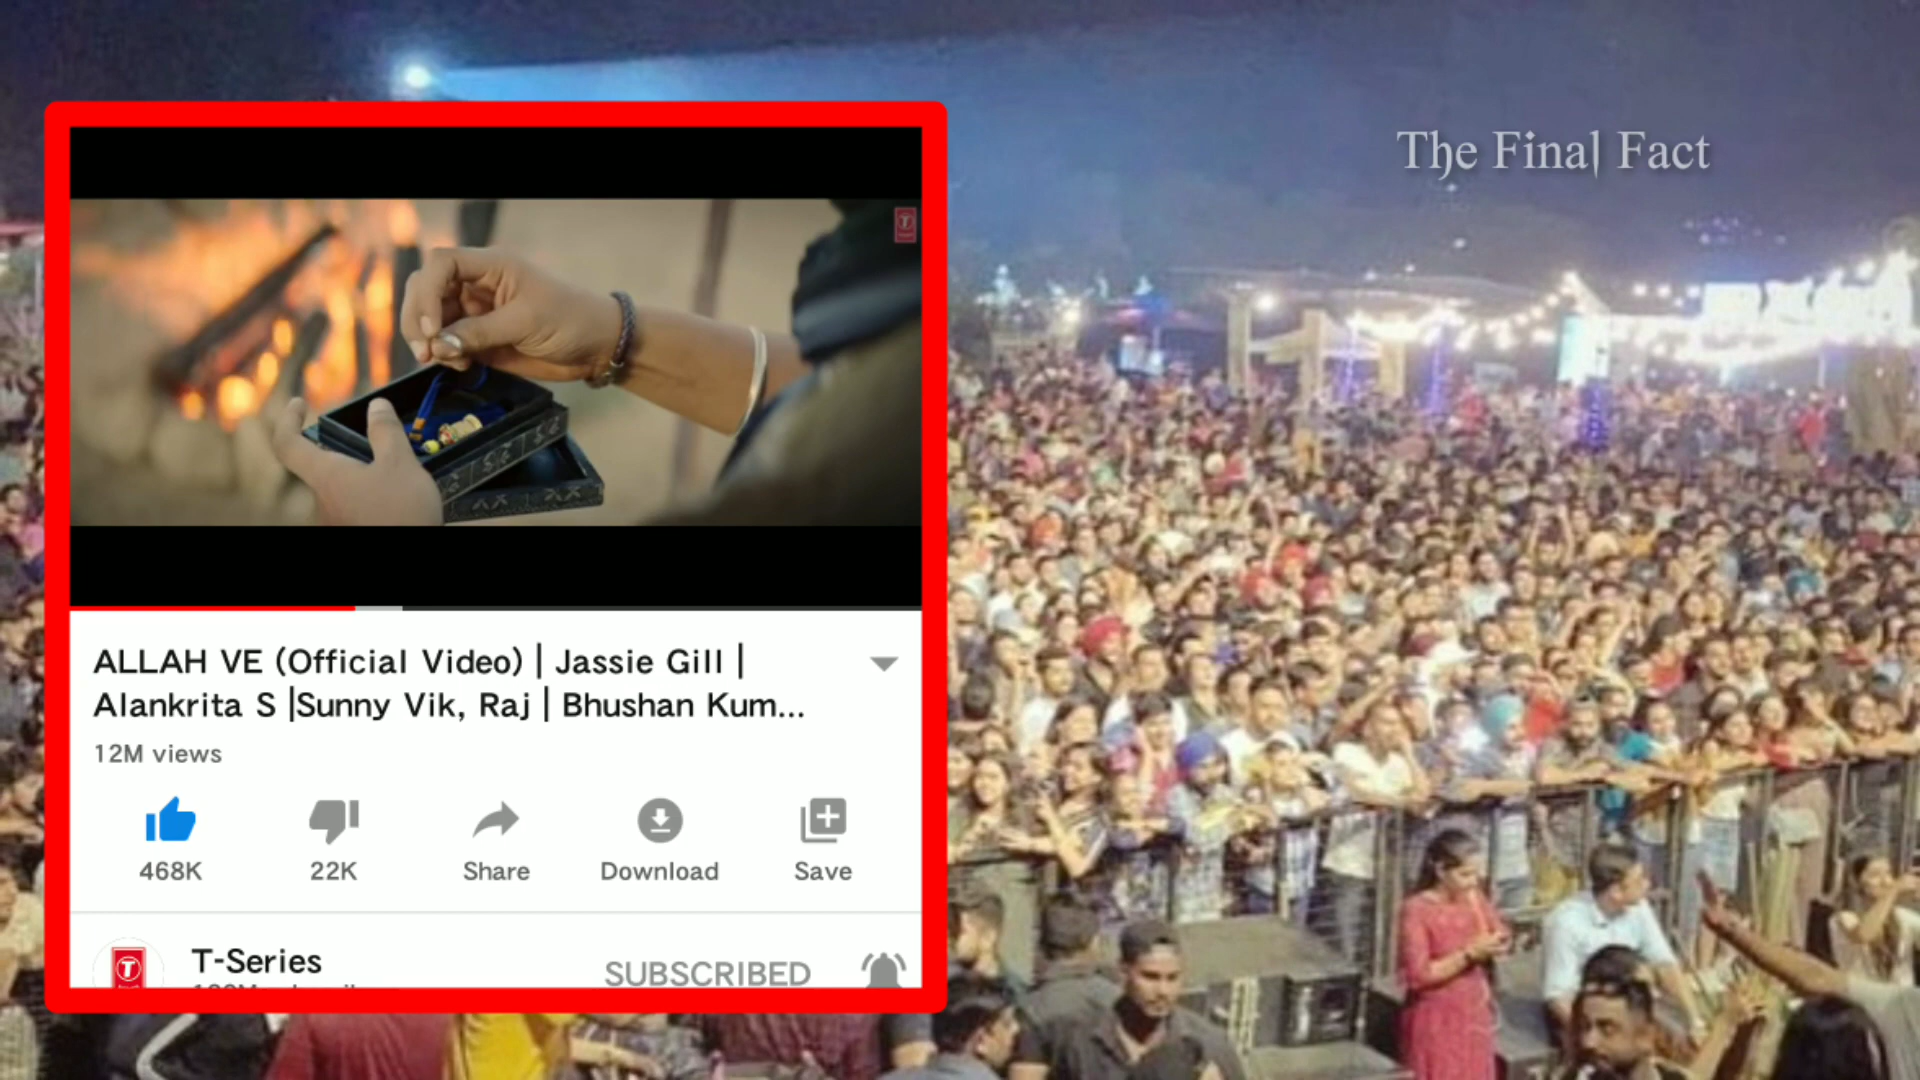 The Final Fact
ALLAH VE (Official Video) | Jassie Gill |
Alankrita S |Sunny Vik, Raj | Bhushan Kum...
12M views
468K
22K
Share
Download
Save
T-Series
SUBSCRIBED